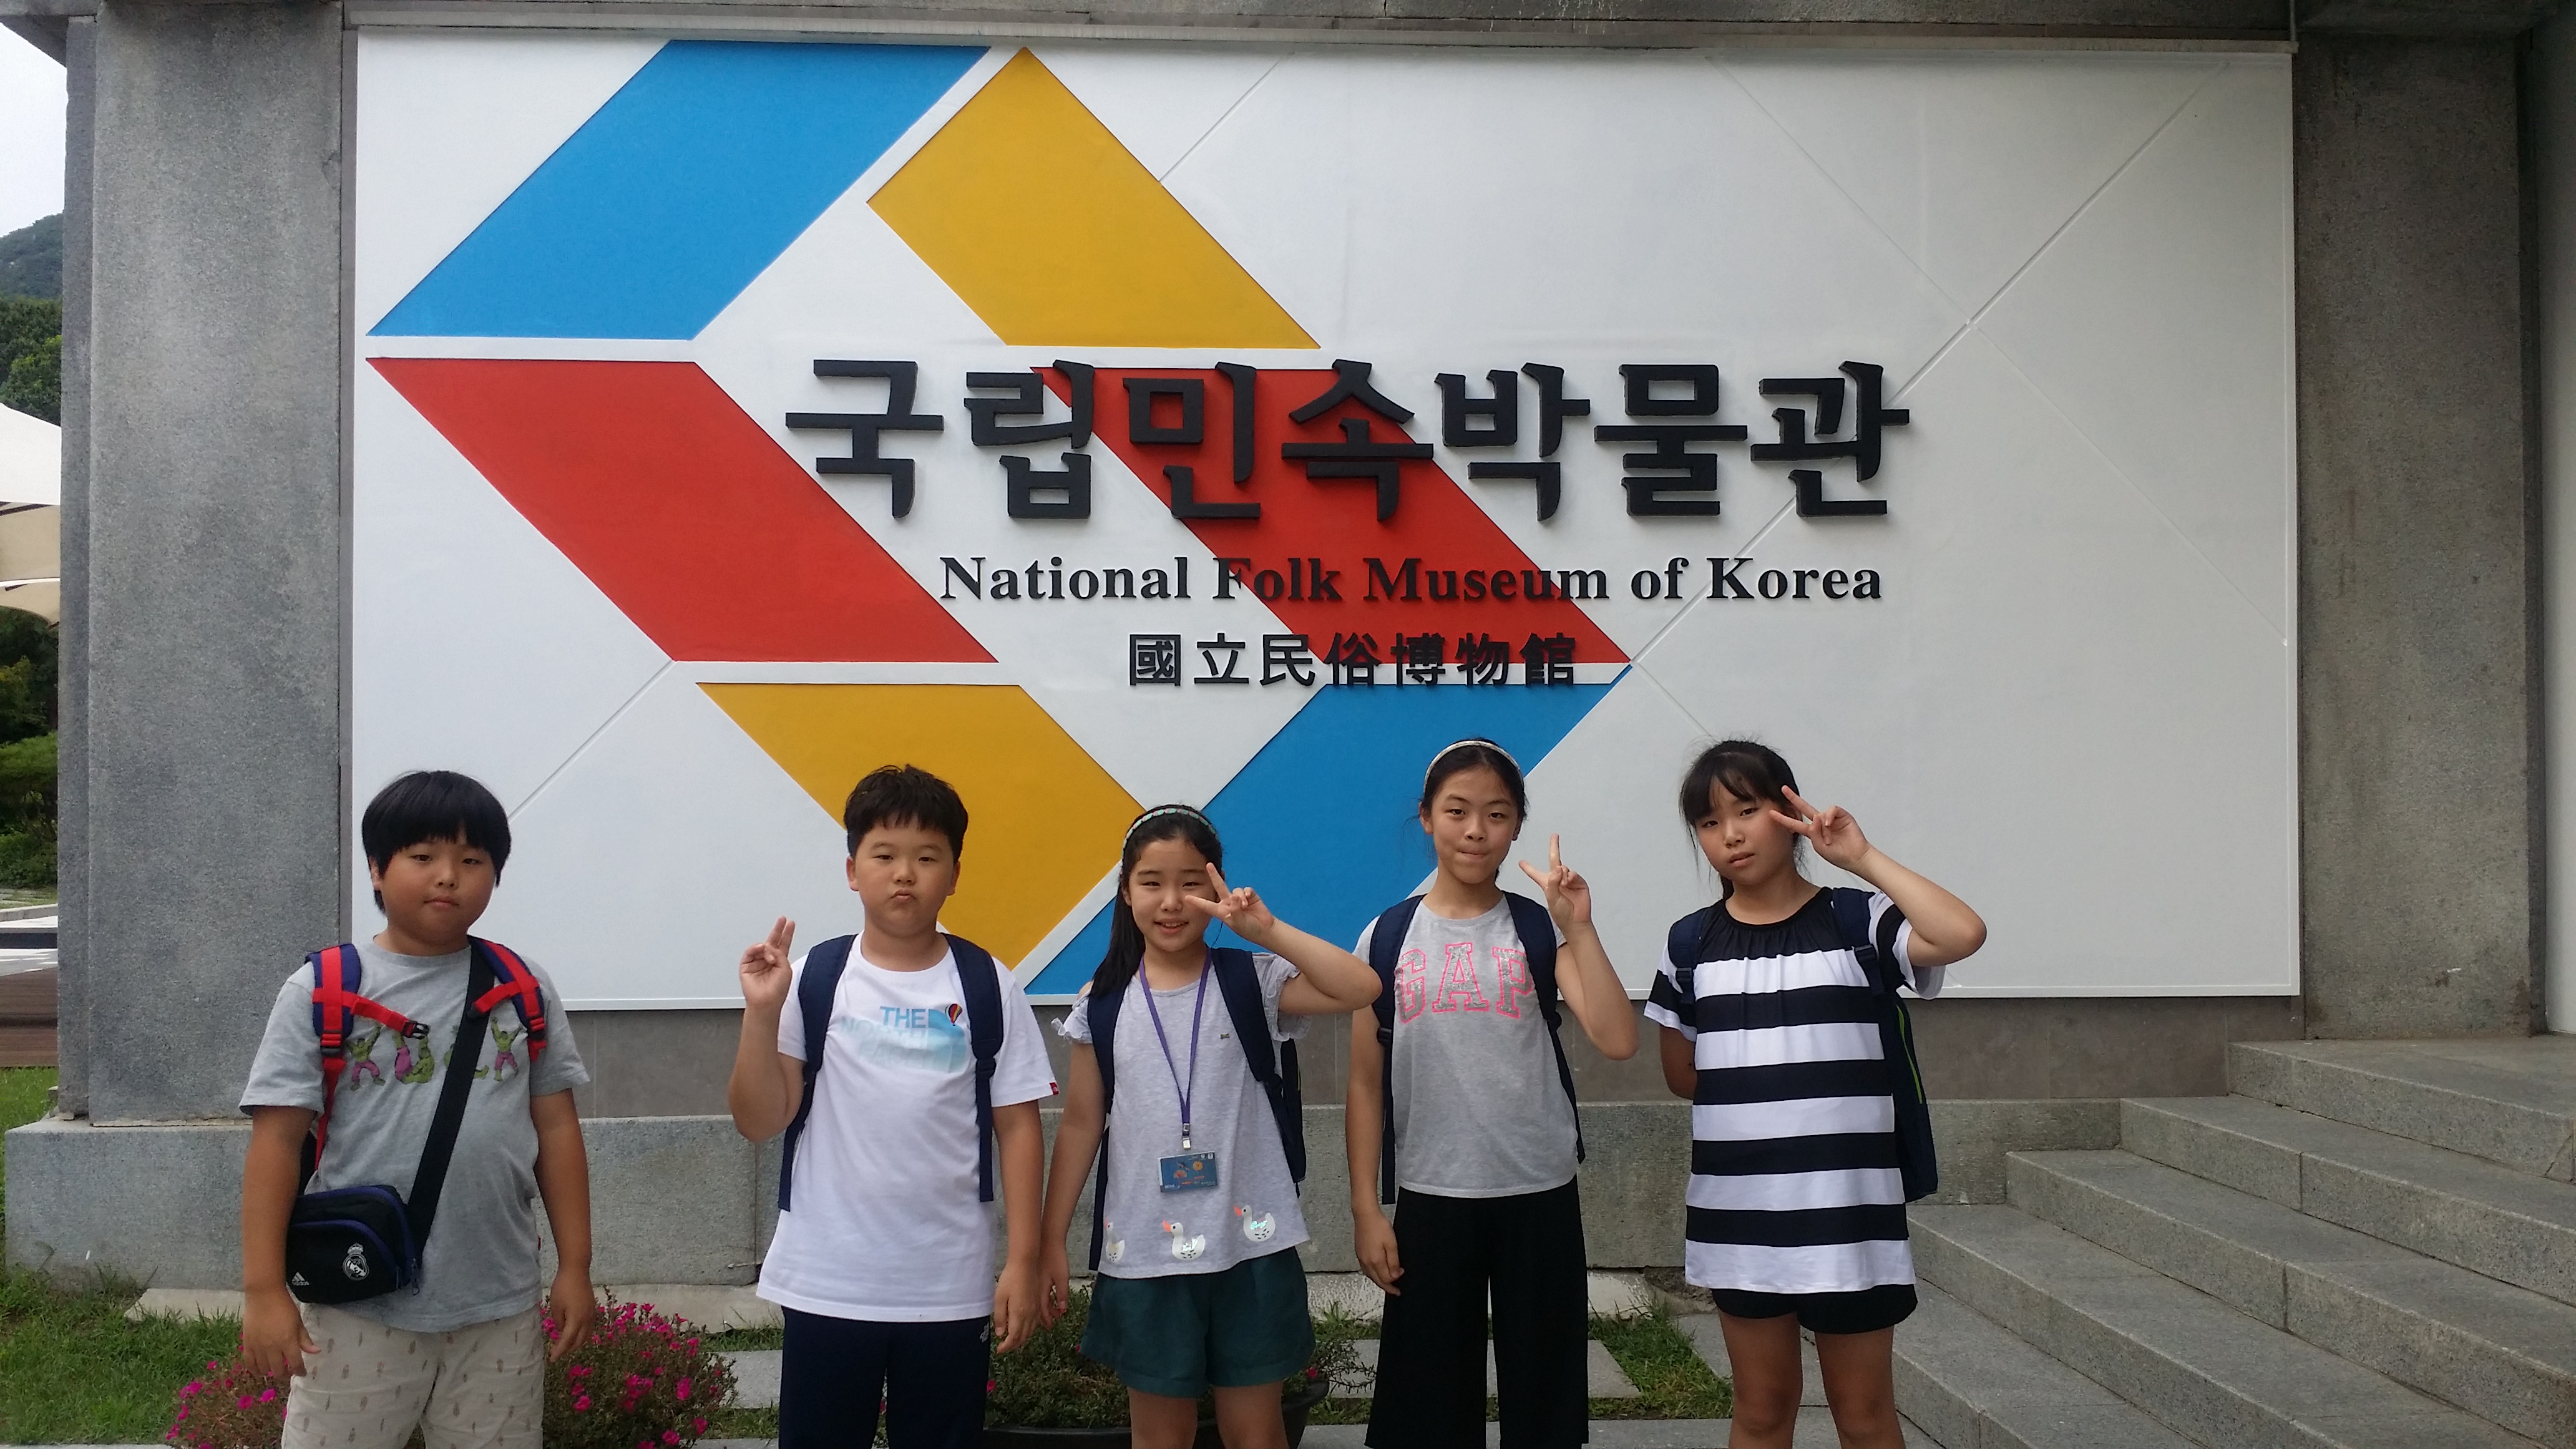 국립민속박물관
National Folk Museum of Korea
國立民俗博物館
THE
GAP
adidas